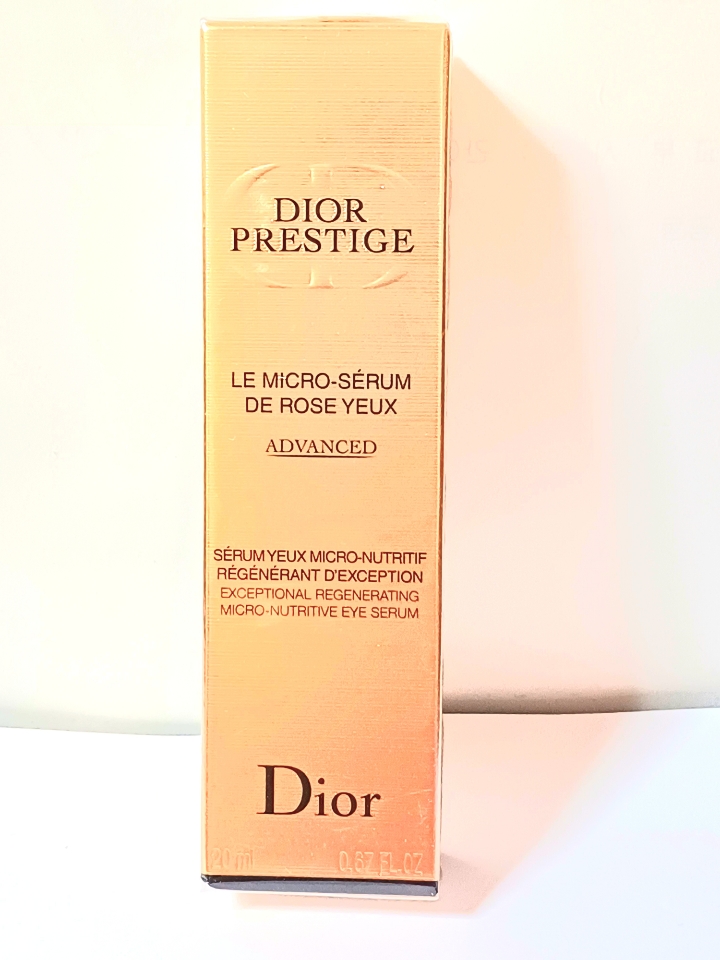 DIOR
PRESTIGE
LE MiCRO-SÉRUM
DE ROSE YEUX
ADVANCED
SÉRUM YEUX MICRO-NUTRITIF
RÉGÉNÉRANT D'EXCEPTION
EXCEPTIONAL REGENERATING
MICRO-NUTRITIVE EYE SERUM
Dior
20 ml 0.67 FL.OZ